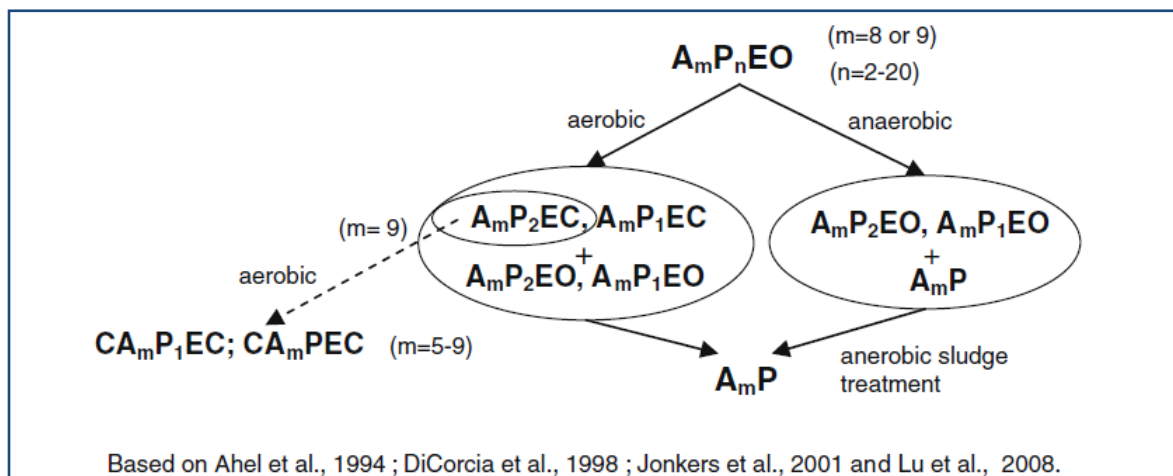 AmPnEO (m=8 or 9)
(n=2-20)
aerobic anaerobic
(m= 9) AmP2EC, AmP1EC
+
AmP2EO, AmP1EO
AmP2EO, AmP1EO
+
AmP
aerobic
CAmP1EC; CAmPEC (m=5-9)
AmP
anerobic sludge
treatment
Based on Ahel et al., 1994 ; DiCorcia et al., 1998 ; Jonkers et al., 2001 and Lu et al., 2008.